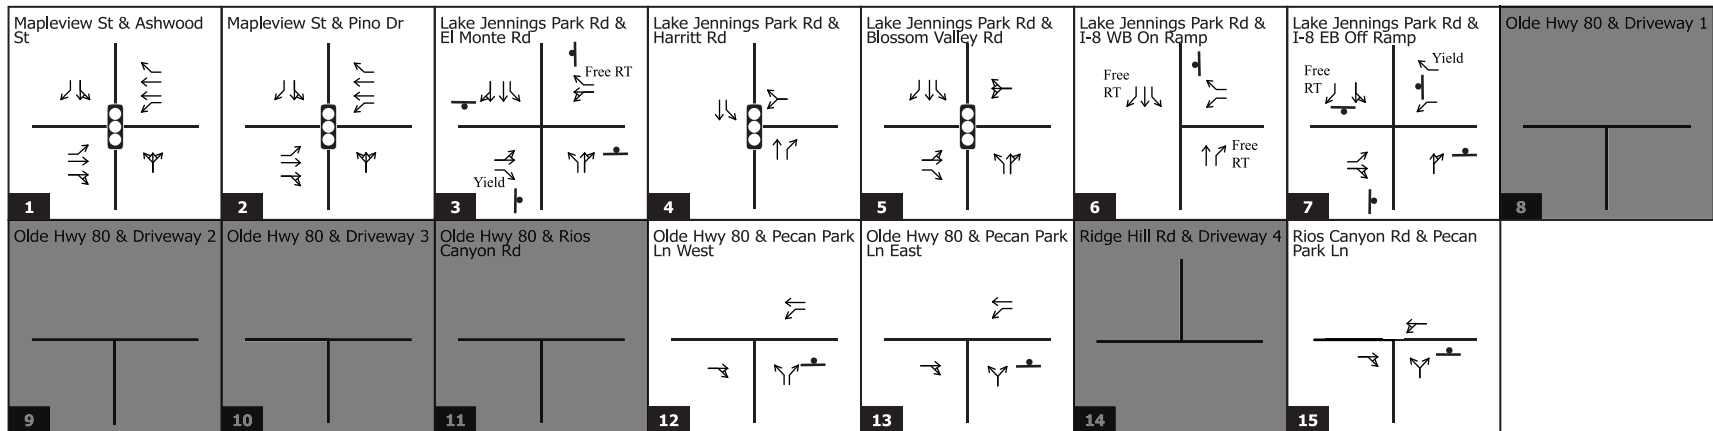 Mapleview St & Ashwood
St
1
Mapleview St & Pino Dr
2
Lake Jennings Park Rd &
El Monte Rd
Free RT
Yield
3
Lake Jennings Park Rd &
Harritt Rd
4
Lake Jennings Park Rd &
Blossom Valley Rd
5
Lake Jennings Park Rd &
I-8 WB On Ramp
Free
RT
Free
RT
6
Lake Jennings Park Rd &
I-8 EB Off Ramp
Yield
Free
RT
7
Olde Hwy 80 & Driveway 1
8
Olde Hwy 80 & Driveway 2
9
Olde Hwy 80 & Driveway 3
10
Olde Hwy 80 & Rios
Canyon Rd
11
Olde Hwy 80 & Pecan Park
Ln West
12
Olde Hwy 80 & Pecan Park
Ln East
13
Ridge Hill Rd & Driveway 4
14
Rios Canyon Rd & Pecan
Park Ln
15